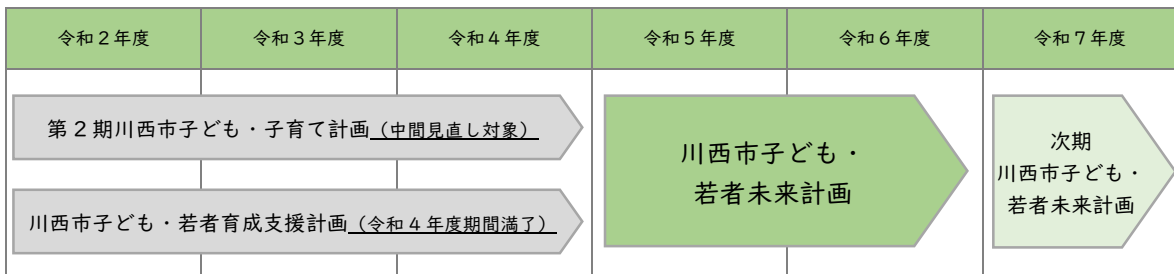 令和2年度 令和3年度 令和4年度 令和5年度 令和6年度 令和7年度
第2期川西市子ども・子育て計画（中間見直し対象）
川西市子ども・若者育成支援計画（令和4年度期間満了）
川西市子ども・
若者未来計画
次期
川西市子ども・
若者未来計画